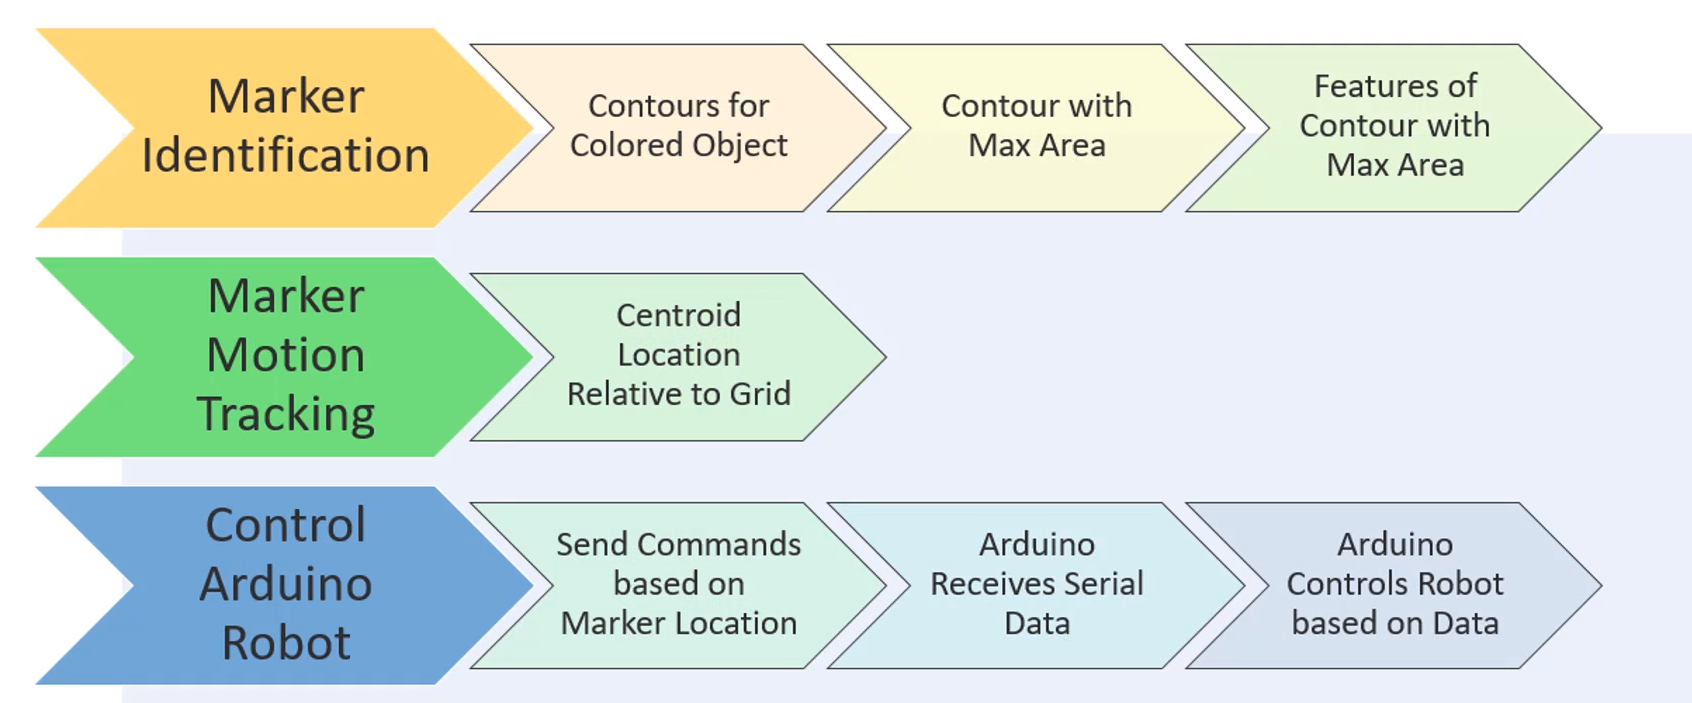 Marker
Identification
Contours for
Colored Object
Contour with
Max Area
Features of
Contour with
Max Area
Marker
Motion
Tracking
Centroid
Location
Relative to Grid
Control
Arduino
Robot
Send Commands
based on
Marker Location
Arduino
Receives Serial
Data
Arduino
Controls Robot
based on Data